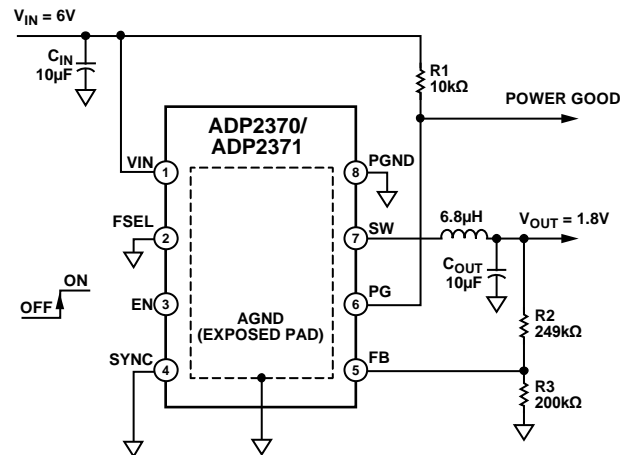 V_IN = 6V
C_IN
10µF
R1
10kΩ
POWER GOOD
ADP2370/
ADP2371
VIN
1
8
PGND
FSEL
2
7
SW
6.8µH
V_OUT = 1.8V
C_OUT
10µF
ON
OFF
EN
3
6
PG
R2
249kΩ
AGND
(EXPOSED PAD)
SYNC
4
5
FB
R3
200kΩ